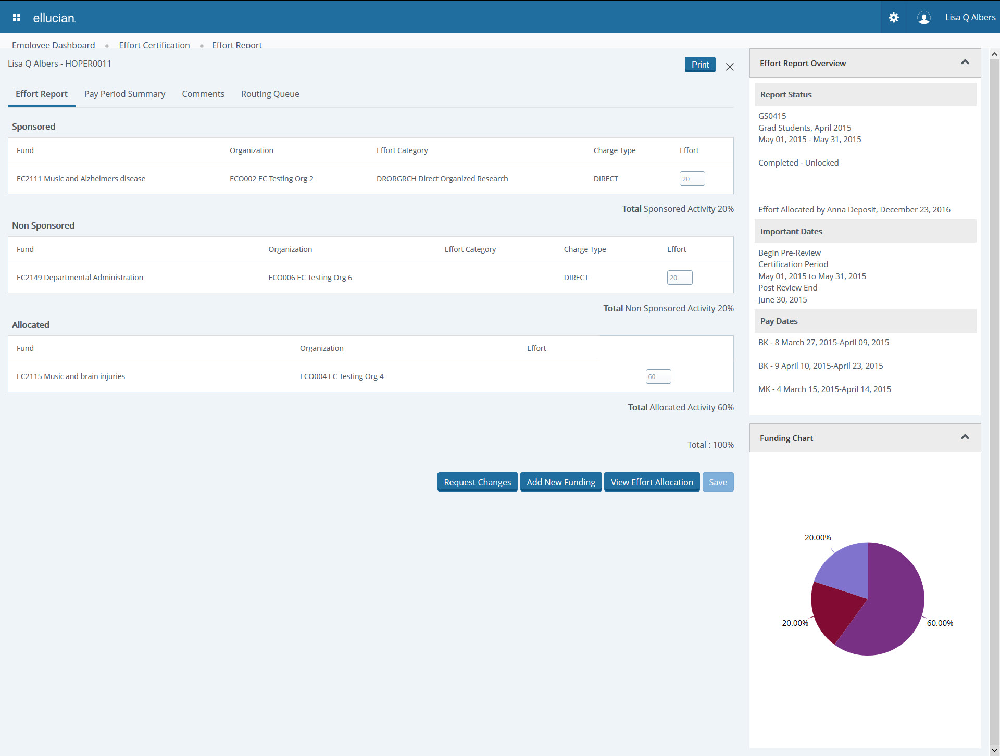 ellucian.
Lisa Q Albers
Employee Dashboard • Effort Certification • Effort Report
Lisa Q Albers - HOPER0011
Print
Effort Report Pay Period Summary Comments Routing Queue
Sponsored
Fund Organization Effort Category Charge Type Effort
EC2111 Music and Alzheimers disease ECO002 EC Testing Org 2 DRORGRCH Direct Organized Research DIRECT 20
Total Sponsored Activity 20%
Non Sponsored
Fund Organization Effort Category Charge Type Effort
EC2149 Departmental Administration ECO006 EC Testing Org 6 DIRECT 20
Total Non Sponsored Activity 20%
Allocated
Fund Organization Effort
EC2115 Music and brain injuries ECO004 EC Testing Org 4 60
Total Allocated Activity 60%
Total : 100%
Request Changes Add New Funding View Effort Allocation Save
Effort Report Overview
Report Status
GS0415
Grad Students, April 2015
May 01, 2015 - May 31, 2015
Completed - Unlocked
Effort Allocated by Anna Deposit, December 23, 2016
Important Dates
Begin Pre-Review
Certification Period
May 01, 2015 to May 31, 2015
Post Review End
June 30, 2015
Pay Dates
BK - 8 March 27, 2015-April 09, 2015
BK - 9 April 10, 2015-April 23, 2015
MK - 4 March 15, 2015-April 14, 2015
Funding Chart
20.00%
20.00%
60.00%